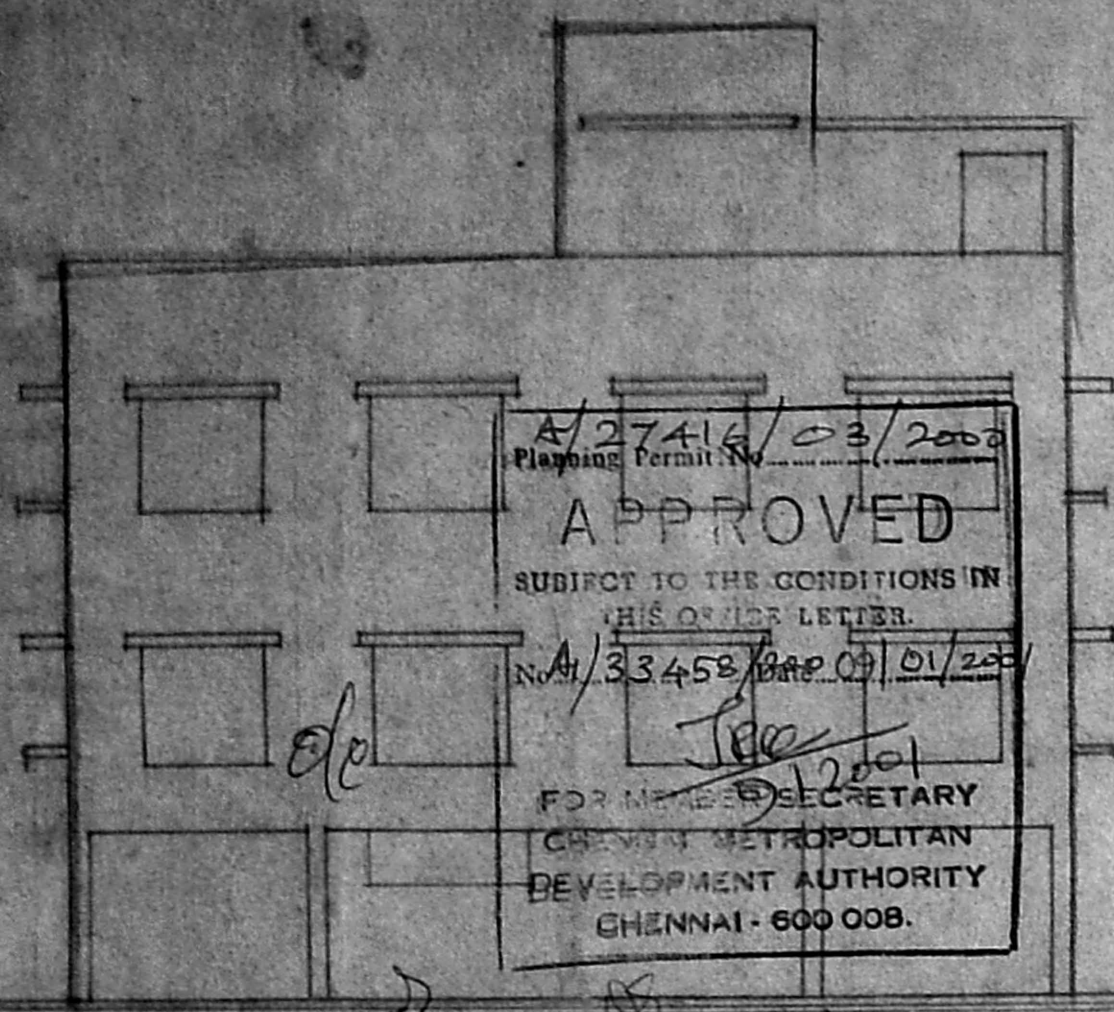 A/27416/03/2000
Planning Permit No
APPROVED
SUBJECT TO THE CONDITIONS IN
THIS OFFICE LETTER.
No A1/33458/ Date 09/01/2001
9/1/2001
FOR MEMBER SECRETARY
CHENNAI METROPOLITAN
DEVELOPMENT AUTHORITY
CHENNAI - 600 008.